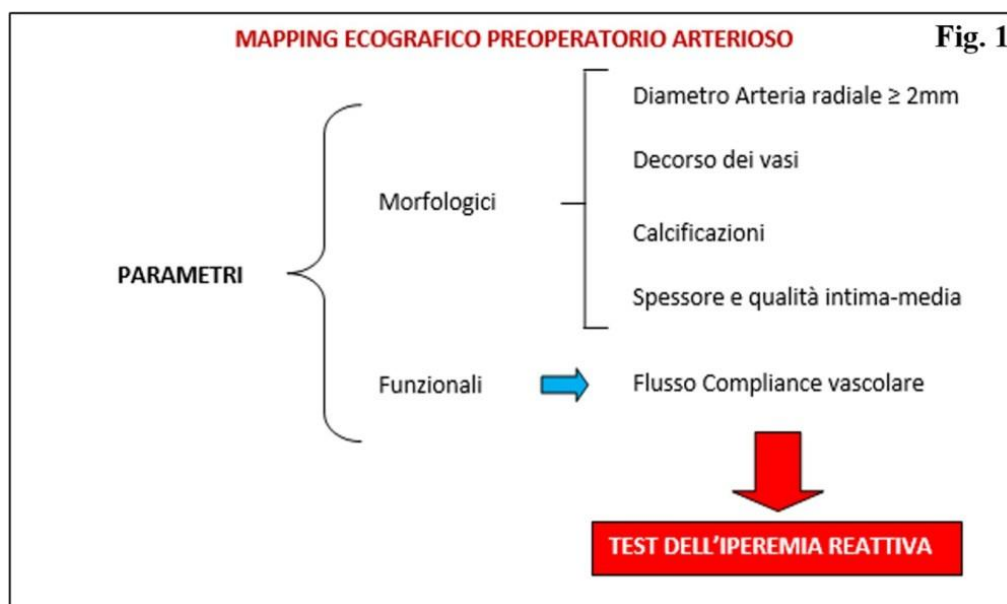 MAPPING ECOGRAFICO PREOPERATORIO ARTERIOSO
Fig. 1
Diametro Arteria radiale ≥ 2mm
Decorso dei vasi
Morfologici
Calcificazioni
PARAMETRI
Spessore e qualità intima-media
Funzionali
Flusso Compliance vascolare
TEST DELL'IPEREMIA REATTIVA